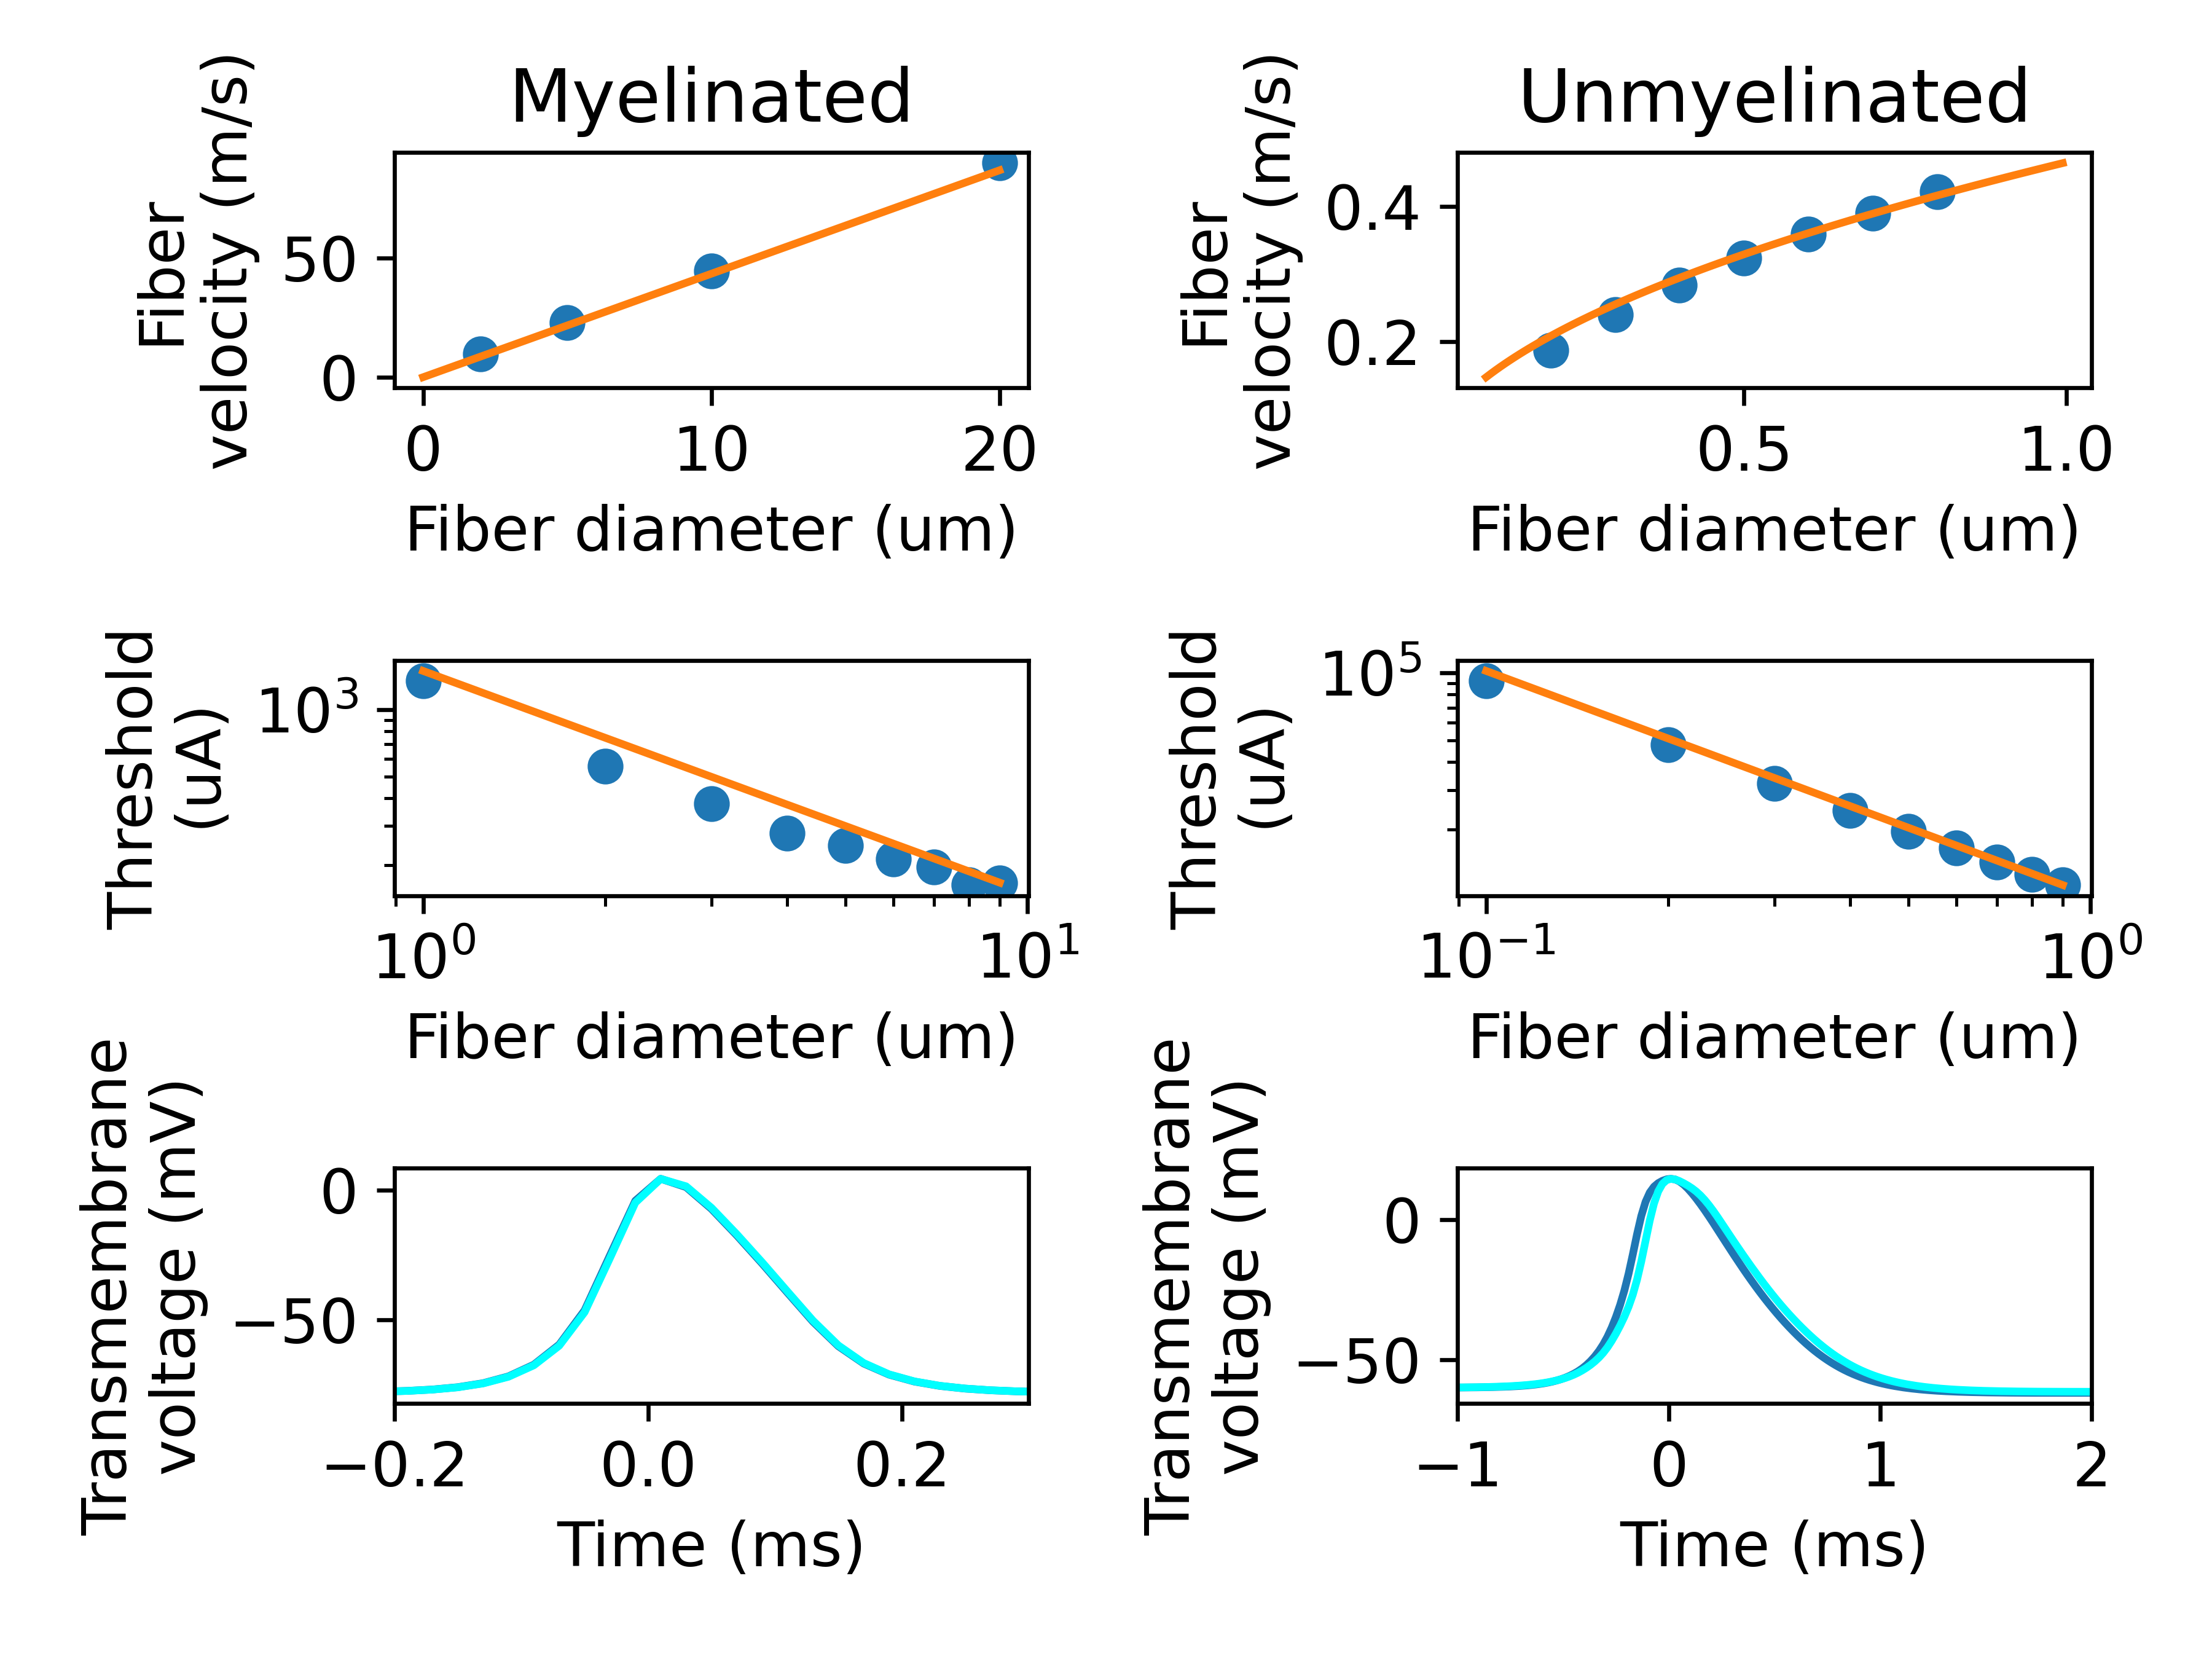 Myelinated
Fiber
velocity (m/s)
50
0
0
10
20
Fiber diameter (um)
Unmyelinated
Fiber
velocity (m/s)
0.4
0.2
0.5
1.0
Fiber diameter (um)
Threshold
(uA)
10³
10⁰
10¹
Fiber diameter (um)
Threshold
(uA)
10⁵
10⁻¹
10⁰
Fiber diameter (um)
Transmembrane
voltage (mV)
0
−50
−0.2
0.0
0.2
Time (ms)
Transmembrane
voltage (mV)
0
−50
−1
0
1
2
Time (ms)